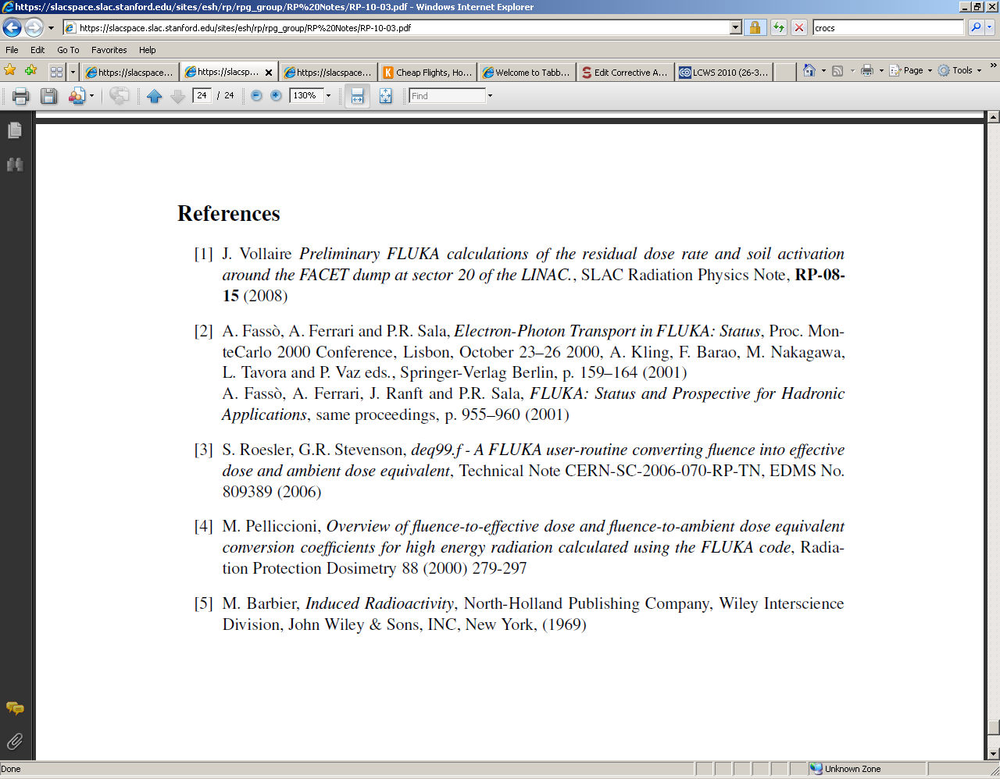 https://slacspace.slac.stanford.edu/sites/esh/rp/rpg_group/RP%20Notes/RP-10-03.pdf - Windows Internet Explorer
https://slacspace.slac.stanford.edu/sites/esh/rp/rpg_group/RP%20Notes/RP-10-03.pdf crocs
File Edit Go To Favorites Help
https://slacspace... https://slacsp... https://slacspace... Cheap Flights, Ho... Welcome to Tabb... Edit Corrective A... LCWS 2010 (26-3... Page Tools
24 / 24 130% Find
References
[1] J. Vollaire Preliminary FLUKA calculations of the residual dose rate and soil activation
around the FACET dump at sector 20 of the LINAC., SLAC Radiation Physics Note, RP-08-
15 (2008)
[2] A. Fassò, A. Ferrari and P.R. Sala, Electron-Photon Transport in FLUKA: Status, Proc. Mon-
teCarlo 2000 Conference, Lisbon, October 23–26 2000, A. Kling, F. Barao, M. Nakagawa,
L. Tavora and P. Vaz eds., Springer-Verlag Berlin, p. 159–164 (2001)
A. Fassò, A. Ferrari, J. Ranft and P.R. Sala, FLUKA: Status and Prospective for Hadronic
Applications, same proceedings, p. 955–960 (2001)
[3] S. Roesler, G.R. Stevenson, deq99.f - A FLUKA user-routine converting fluence into effective
dose and ambient dose equivalent, Technical Note CERN-SC-2006-070-RP-TN, EDMS No.
809389 (2006)
[4] M. Pelliccioni, Overview of fluence-to-effective dose and fluence-to-ambient dose equivalent
conversion coefficients for high energy radiation calculated using the FLUKA code, Radia-
tion Protection Dosimetry 88 (2000) 279-297
[5] M. Barbier, Induced Radioactivity, North-Holland Publishing Company, Wiley Interscience
Division, John Wiley & Sons, INC, New York, (1969)
Done Unknown Zone